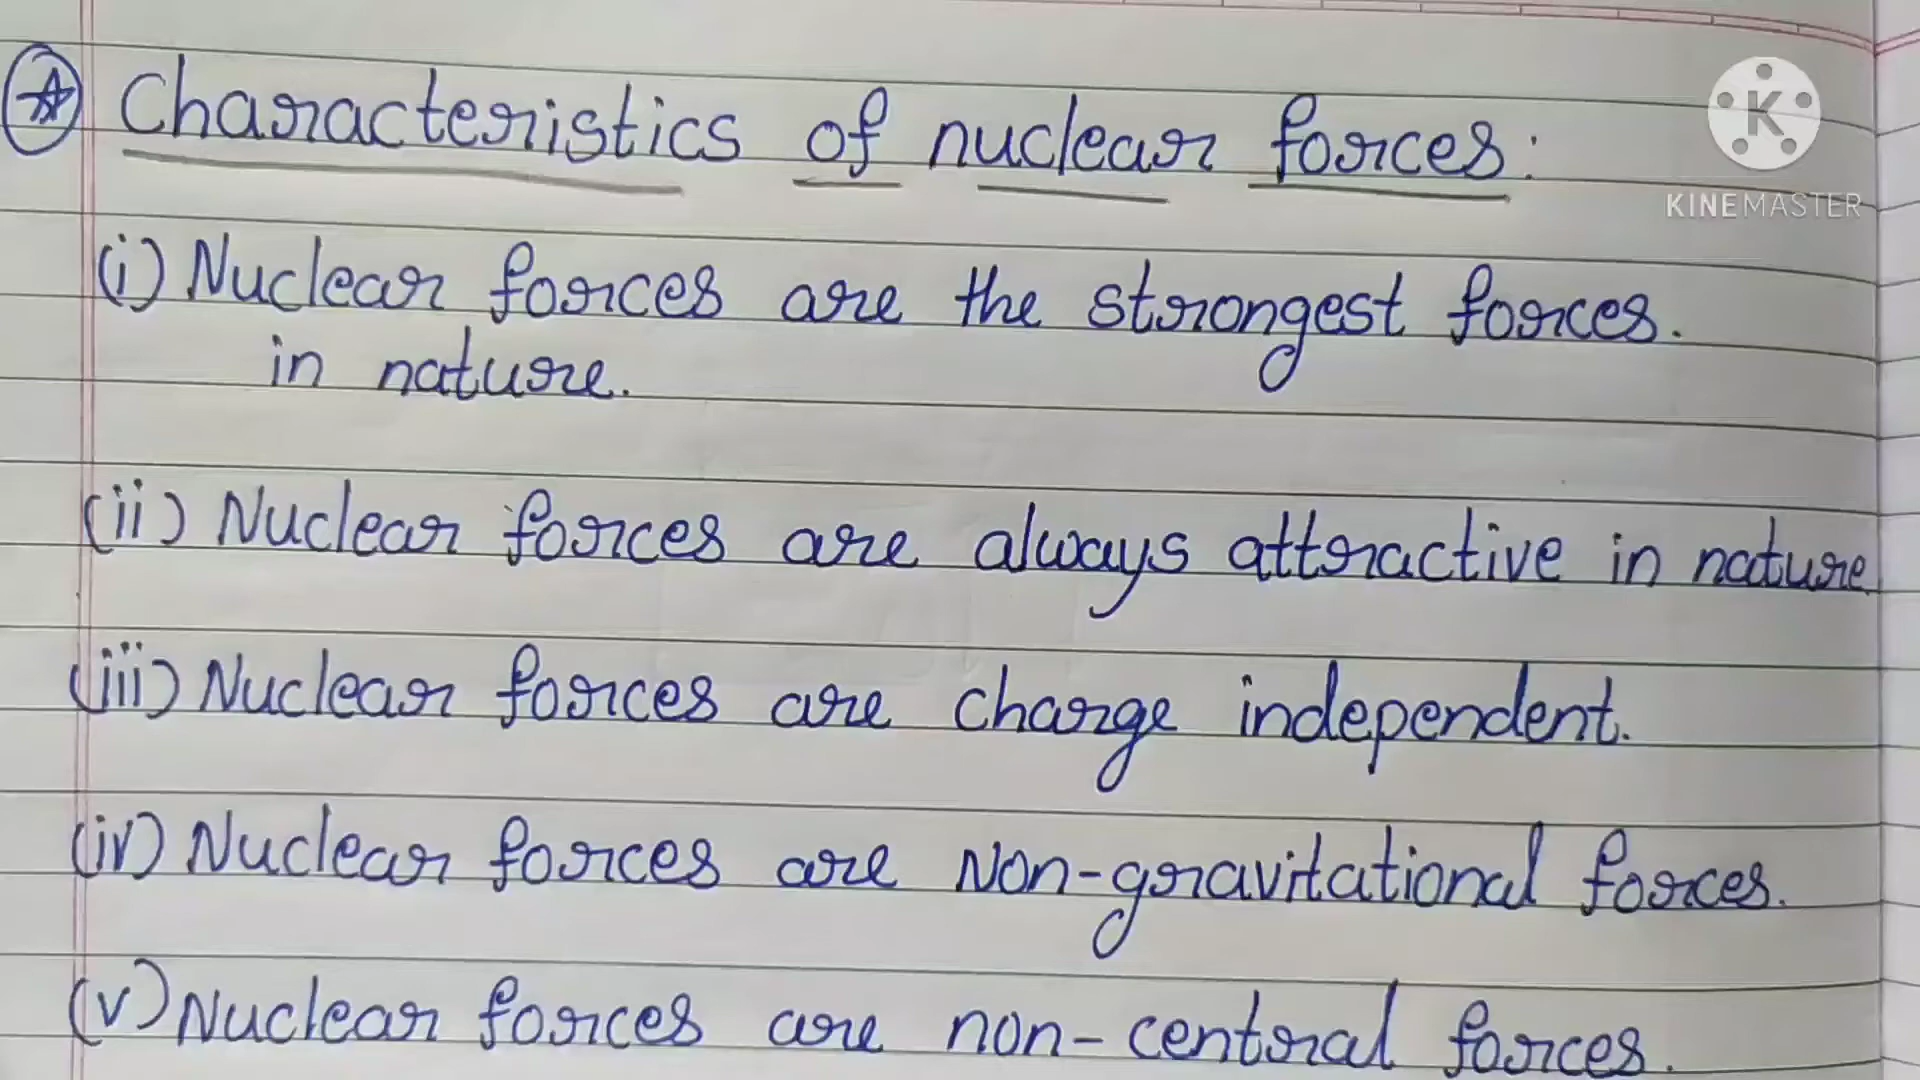 Characteristics of nuclear forces:
K
KINEMASTER
(i) Nuclear forces are the strongest forces.
in nature.
(ii) Nuclear forces are always attractive in nature
(iii) Nuclear forces are charge independent.
(iv) Nuclear forces are Non-gravitational forces.
(v) Nuclear forces are non-central forces.